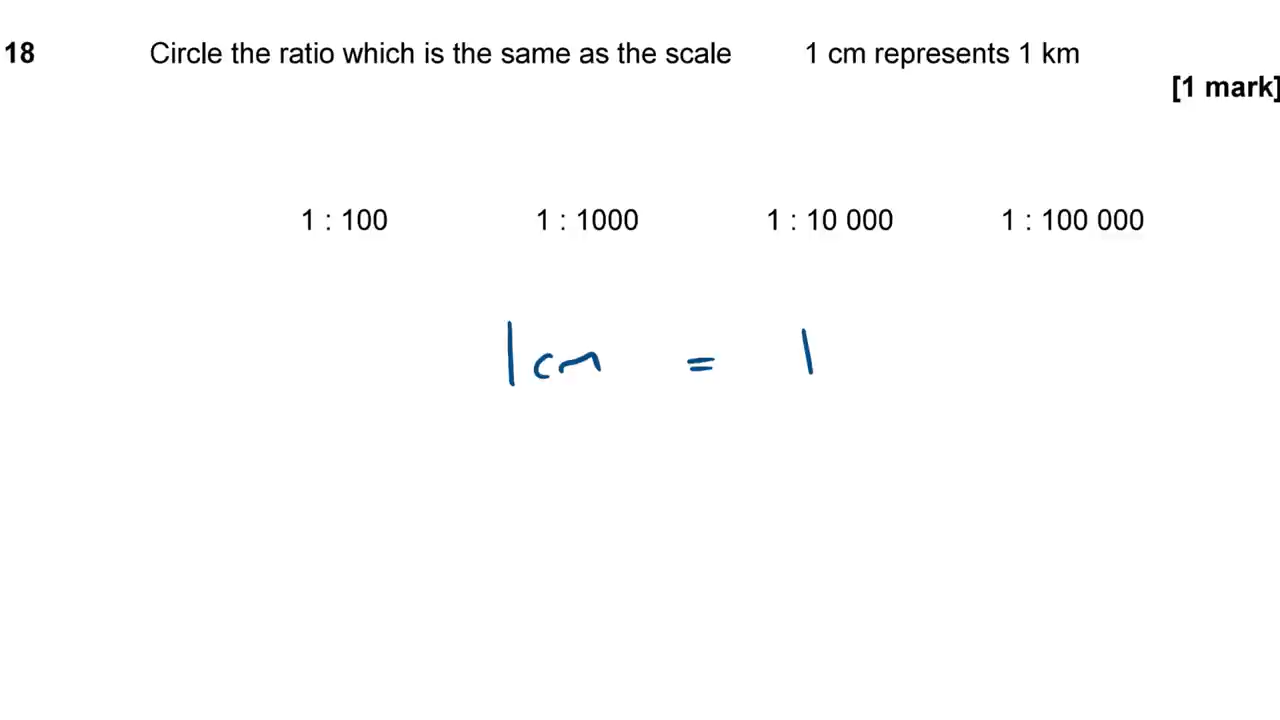 18 Circle the ratio which is the same as the scale 1 cm represents 1 km
[1 mark]
1 : 100 1 : 1000 1 : 10 000 1 : 100 000
1cm = 1